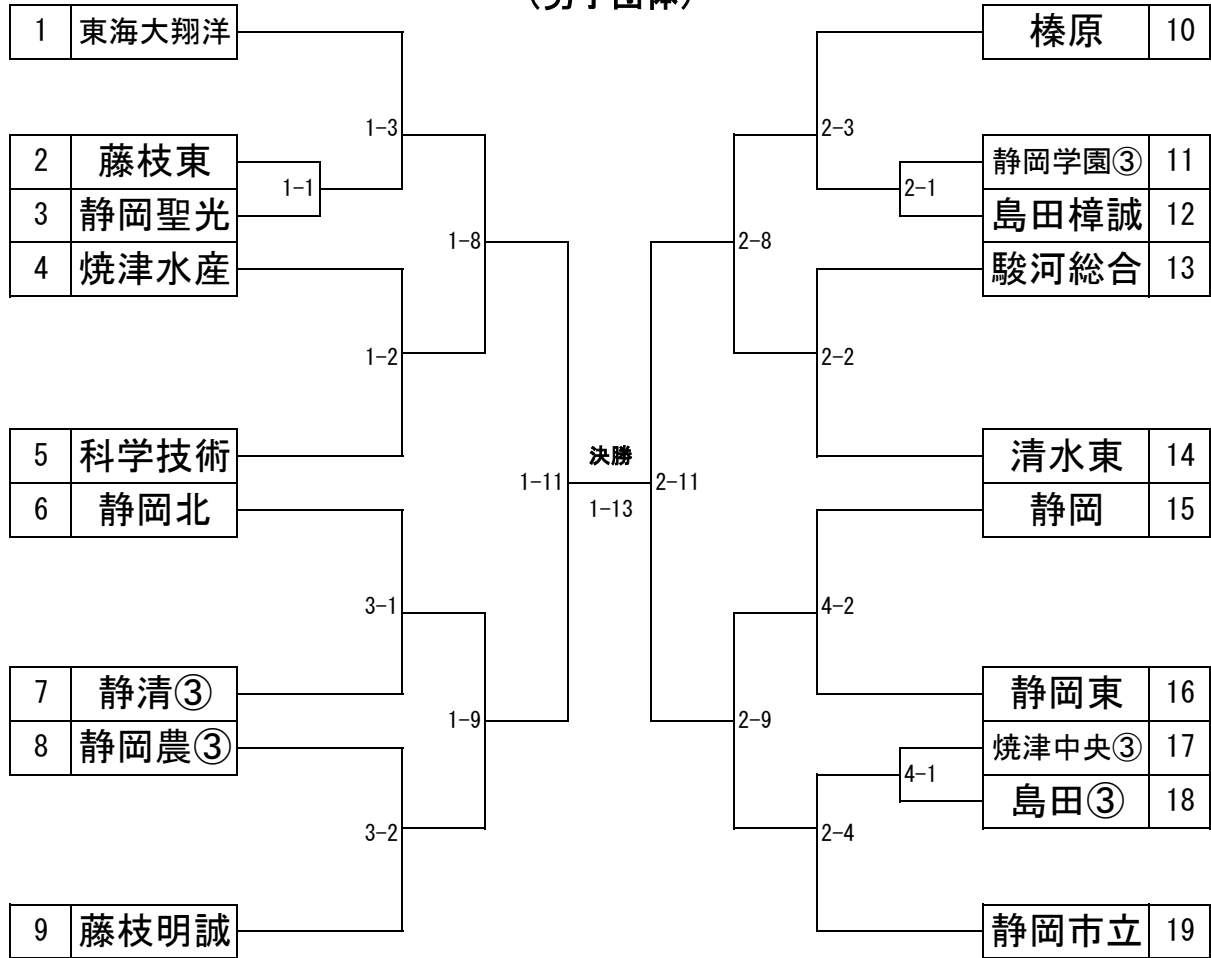 （男子団体）
1 東海大翔洋
榛原 10
1-3
2-3
2 藤枝東
静岡学園③ 11
1-1
2-1
3 静岡聖光
島田樟誠 12
1-8
2-8
4 焼津水産
駿河総合 13
1-2
2-2
5 科学技術
決勝
清水東 14
1-11
2-11
1-13
6 静岡北
静岡 15
3-1
4-2
7 静清③
静岡東 16
1-9
2-9
8 静岡農③
焼津中央③ 17
4-1
島田③ 18
3-2
2-4
9 藤枝明誠
静岡市立 19